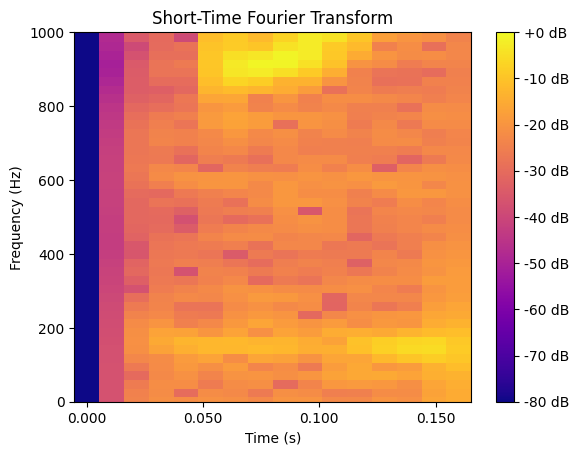 Short-Time Fourier Transform
1000
800
600
400
200
0
Frequency (Hz)
0.000
0.050
0.100
0.150
Time (s)
+0 dB
-10 dB
-20 dB
-30 dB
-40 dB
-50 dB
-60 dB
-70 dB
-80 dB